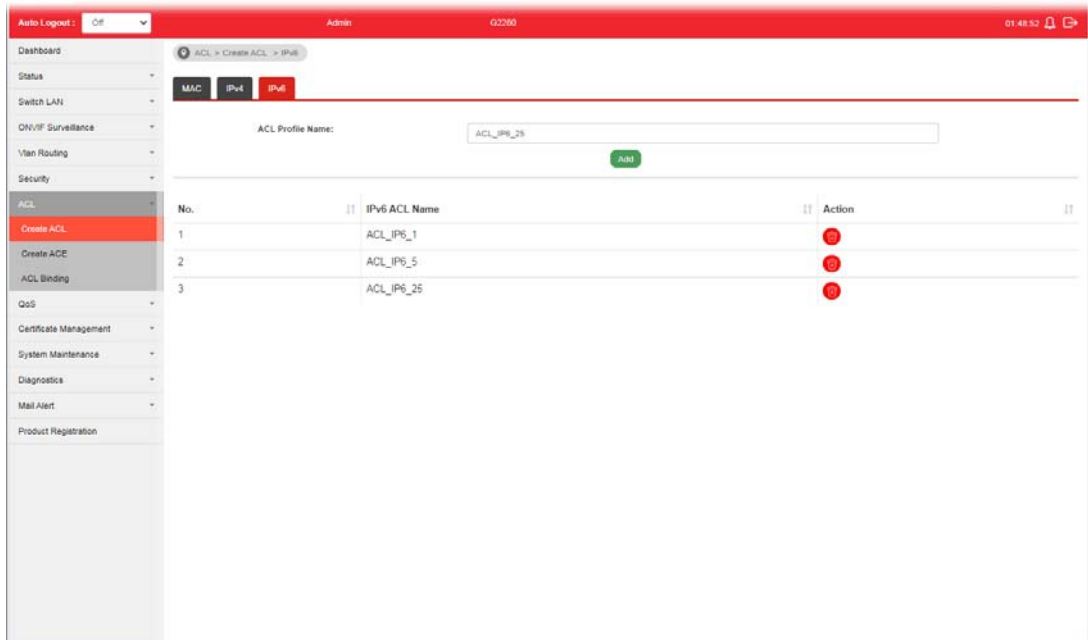 Auto Logout : Off Admin G2280 01:48:52
Dashboard
Status
Switch LAN
ONVIF Surveillance
Vlan Routing
Security
ACL
Create ACL
Create ACE
ACL Binding
QoS
Certificate Management
System Maintenance
Diagnostics
Mail Alert
Product Registration
ACL > Create ACL > IPv6
MAC IPv4 IPv6
ACL Profile Name: ACL_IP6_25
Add
No. IPv6 ACL Name Action
1 ACL_IP6_1
2 ACL_IP6_5
3 ACL_IP6_25